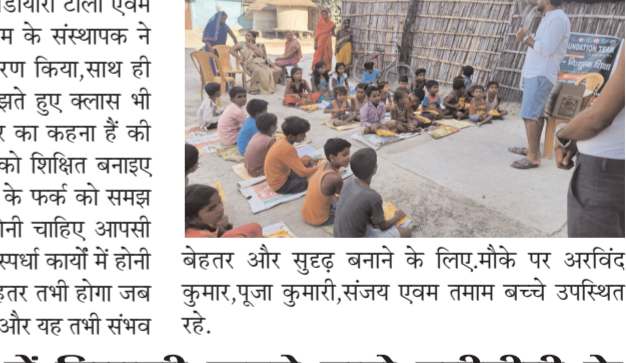 टोला एवम
म के संस्थापक ने
रण किया,साथ ही
झते हुए क्लास भी
र का कहना हैं की
को शिक्षित बनाइए
के फर्क को समझ
नी चाहिए आपसी
स्पर्धा कार्यों में होनी
हतर तभी होगा जब
और यह तभी संभव
UNDATION TEAM
बेहतर और सुदृढ़ बनाने के लिए.मौके पर अरविंद
कुमार,पूजा कुमारी,संजय एवम तमाम बच्चे उपस्थित
रहे.